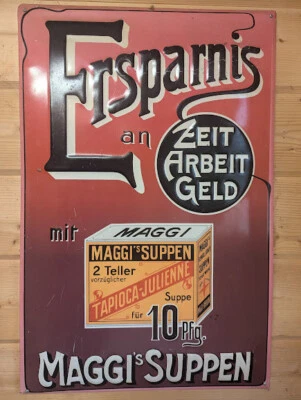 Ersparnis
an
ZEIT
ARBEIT
GELD
mit
MAGGI
MAGGI'S SUPPEN
2 Teller
vorzüglicher
TAPIOCA-JULIENNE
Suppe
für 10 Pfg.
MAGGI'S SUPPEN